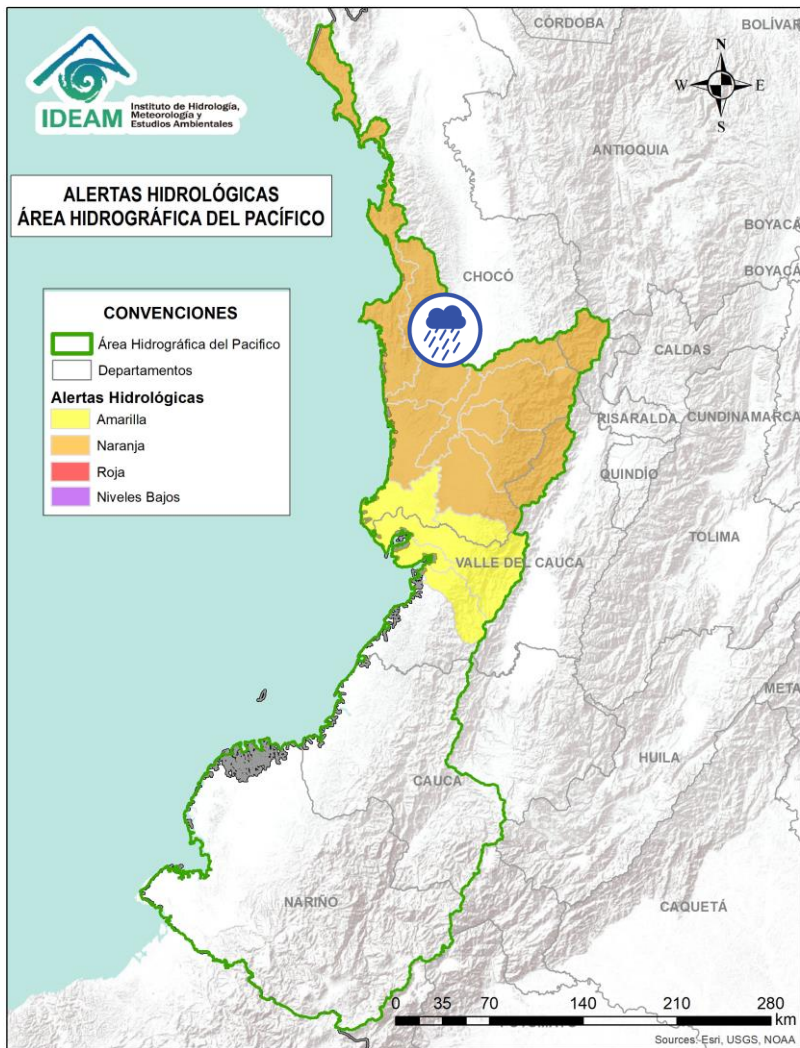 CÓRDOBA
BOLÍVAR
N
W
E
S
IDEAM
Instituto de Hidrología,
Meteorología y
Estudios Ambientales
ANTIOQUIA
ALERTAS HIDROLÓGICAS
ÁREA HIDROGRÁFICA DEL PACÍFICO
BOYACÁ
BOYACÁ
CHOCÓ
CONVENCIONES
Área Hidrográfica del Pacifico
Departamentos
Alertas Hidrológicas
Amarilla
Naranja
Roja
Niveles Bajos
CALDAS
RISARALDA
CUNDINAMARCA
QUINDÍO
TOLIMA
VALLE DEL CAUCA
META
HUILA
CAUCA
NARIÑO
CAQUETÁ
0 35 70 140 210 280
km
Sources: Esri, USGS, NOAA